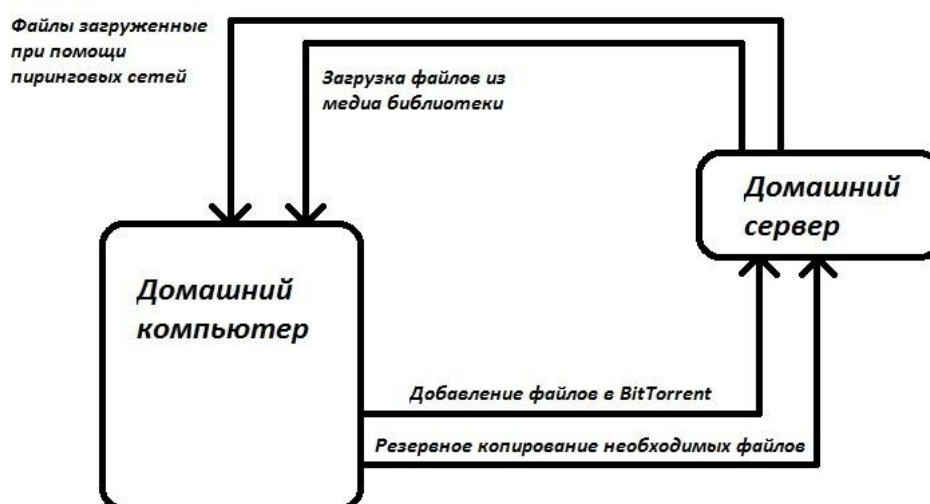 Файлы загруженные
при помощи
пиринговых сетей
Загрузка файлов из
медиа библиотеки
Домашний
сервер
Домашний
компьютер
Добавление файлов в BitTorrent
Резервное копирование необходимых файлов